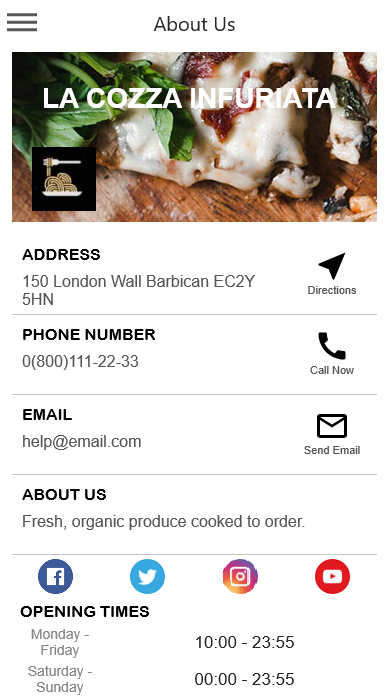 About Us
LA COZZA INFURIATA
ADDRESS
150 London Wall Barbican EC2Y
5HN
Directions
PHONE NUMBER
0(800)111-22-33
Call Now
EMAIL
help@email.com
Send Email
ABOUT US
Fresh, organic produce cooked to order.
OPENING TIMES
Monday -
Friday
10:00 - 23:55
Saturday -
Sunday
00:00 - 23:55